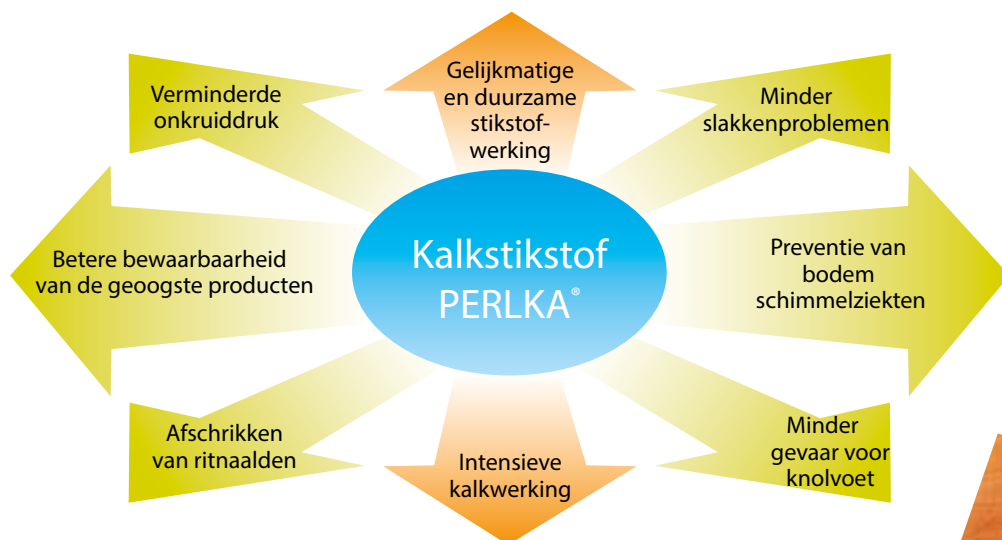 Verminderde
onkruiddruk
Gelijkmatige
en duurzame
stikstof-
werking
Minder
slakkenproblemen
Betere bewaarbaarheid
van de geoogste producten
Kalkstikstof
PERLKA®
Preventie van
bodem
schimmelziekten
Afschrikken
van ritnaalden
Intensieve
kalkwerking
Minder
gevaar voor
knolvoet